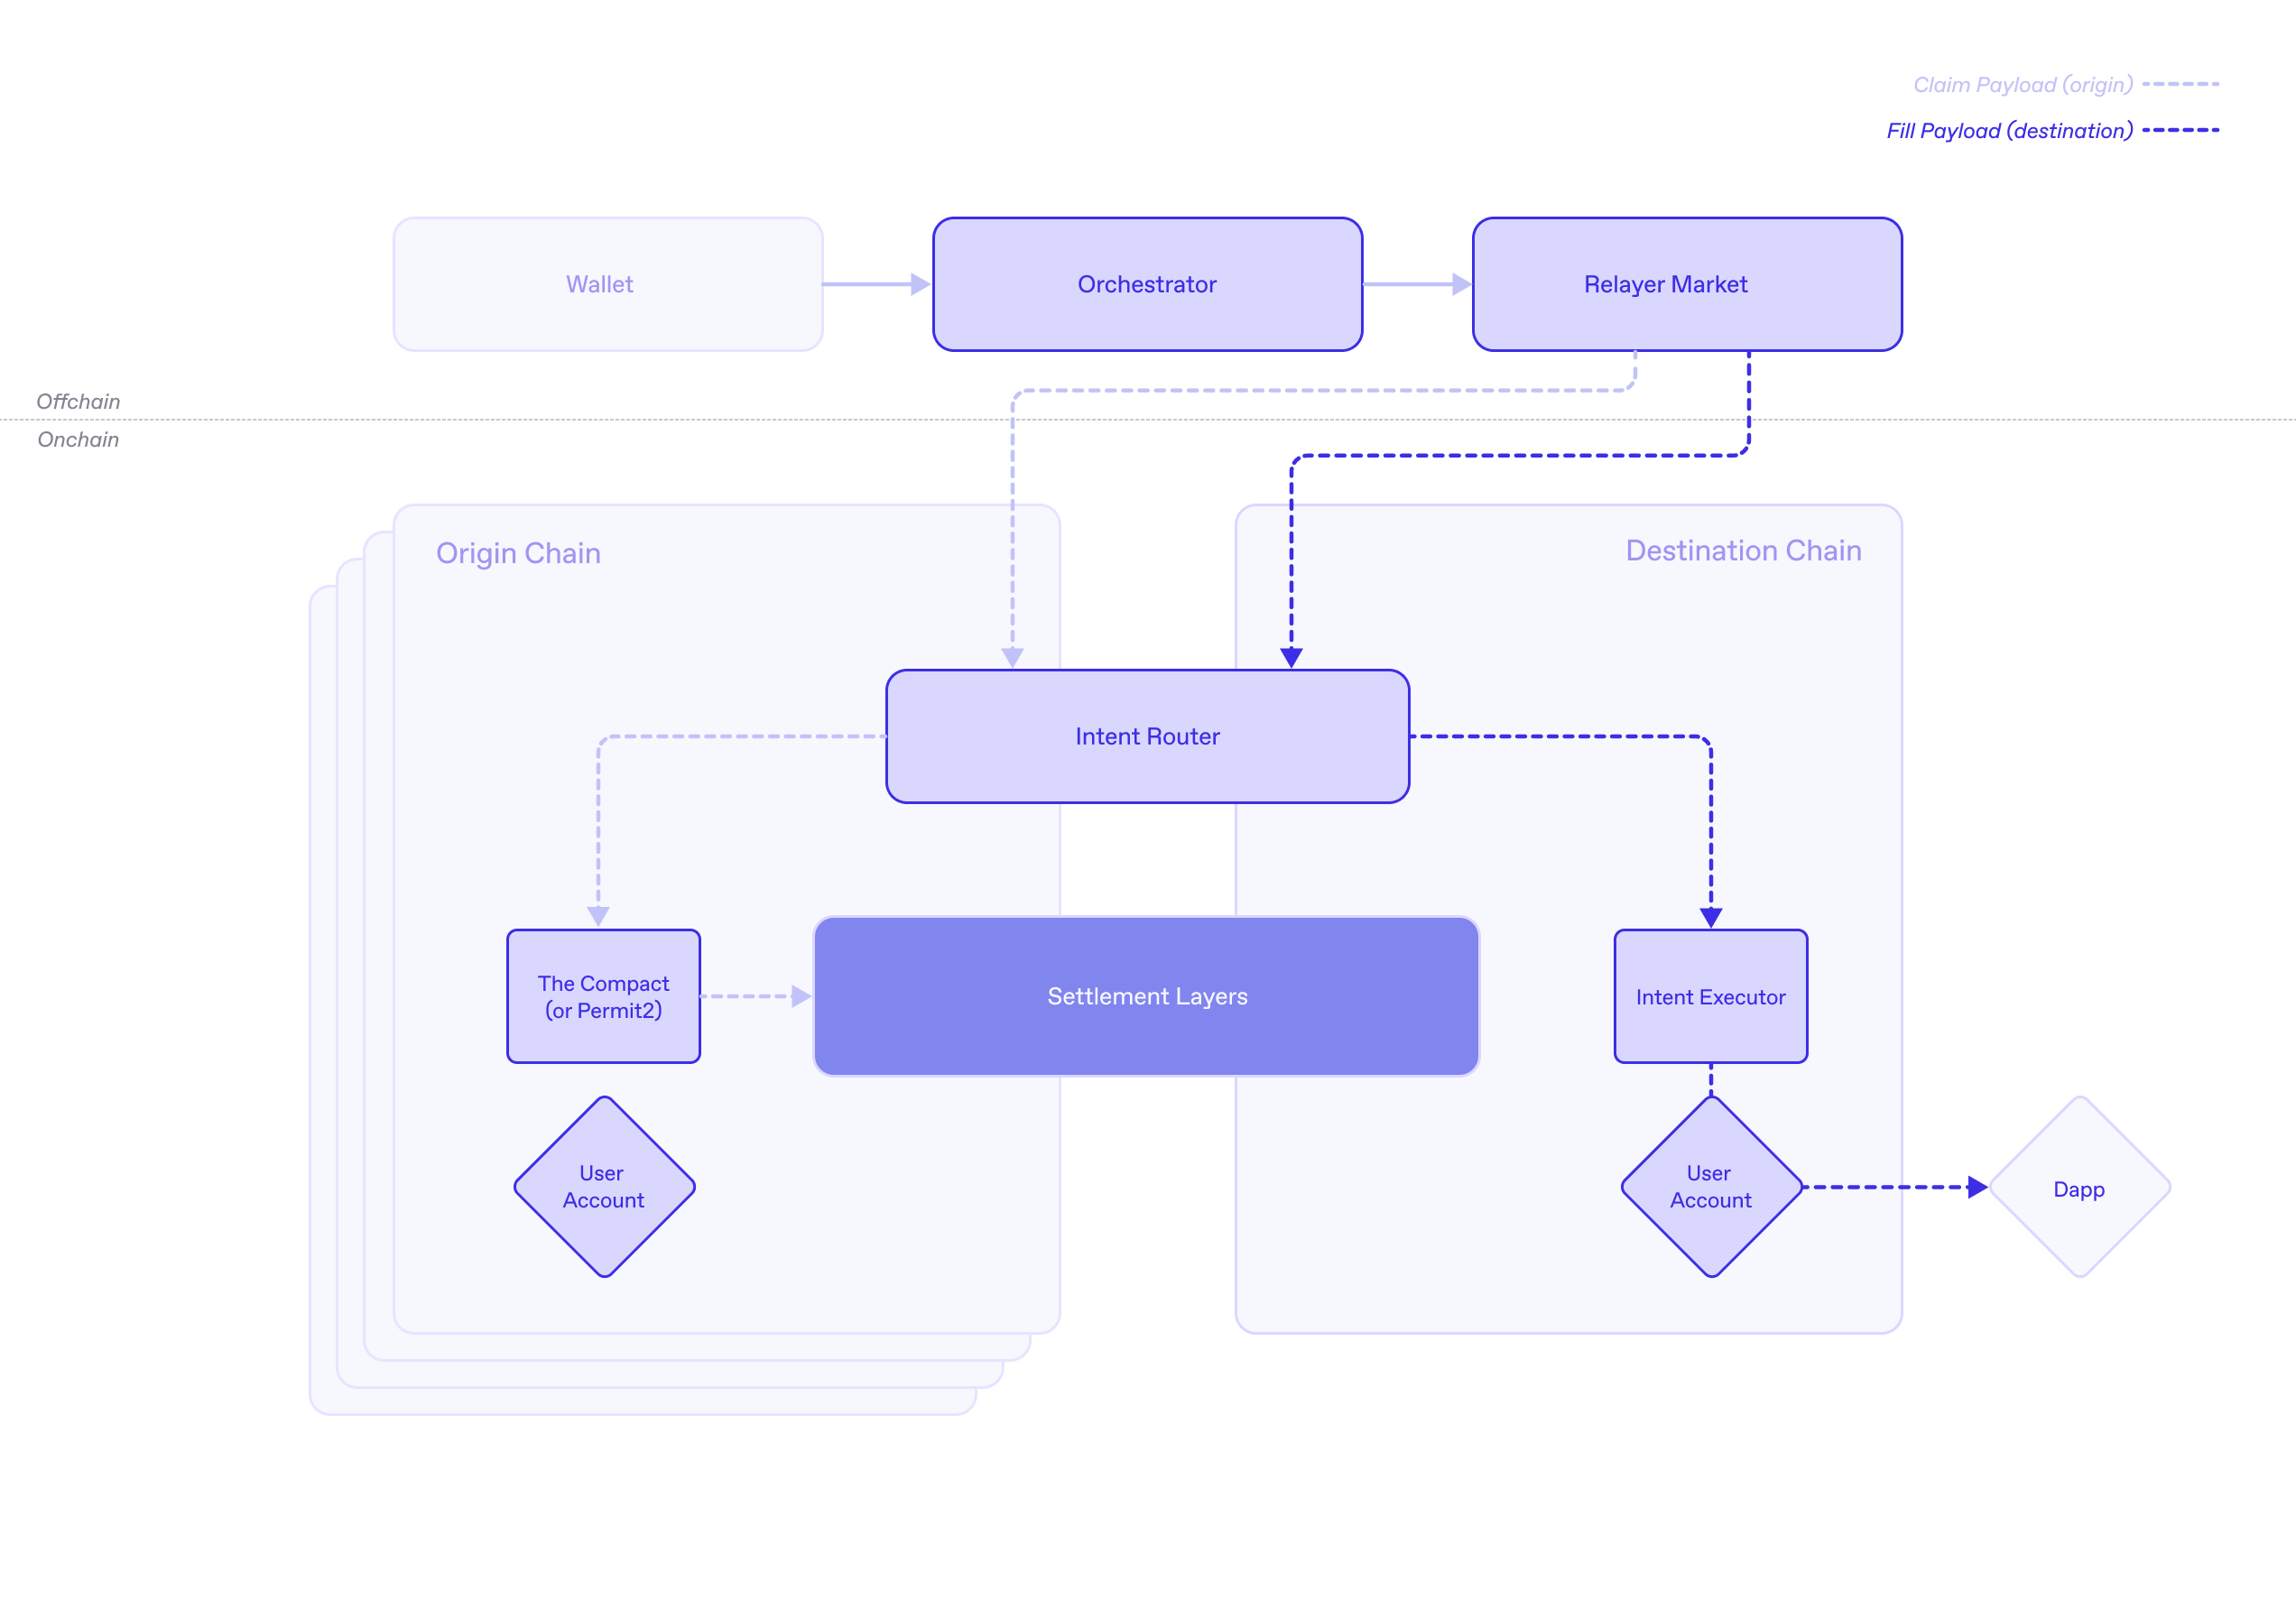 Claim Payload (origin)
Fill Payload (destination)
Wallet
Orchestrator
Relayer Market
Offchain
Onchain
Origin Chain
Destination Chain
Intent Router
The Compact
(or Permit2)
Settlement Layers
Intent Executor
User
Account
User
Account
Dapp